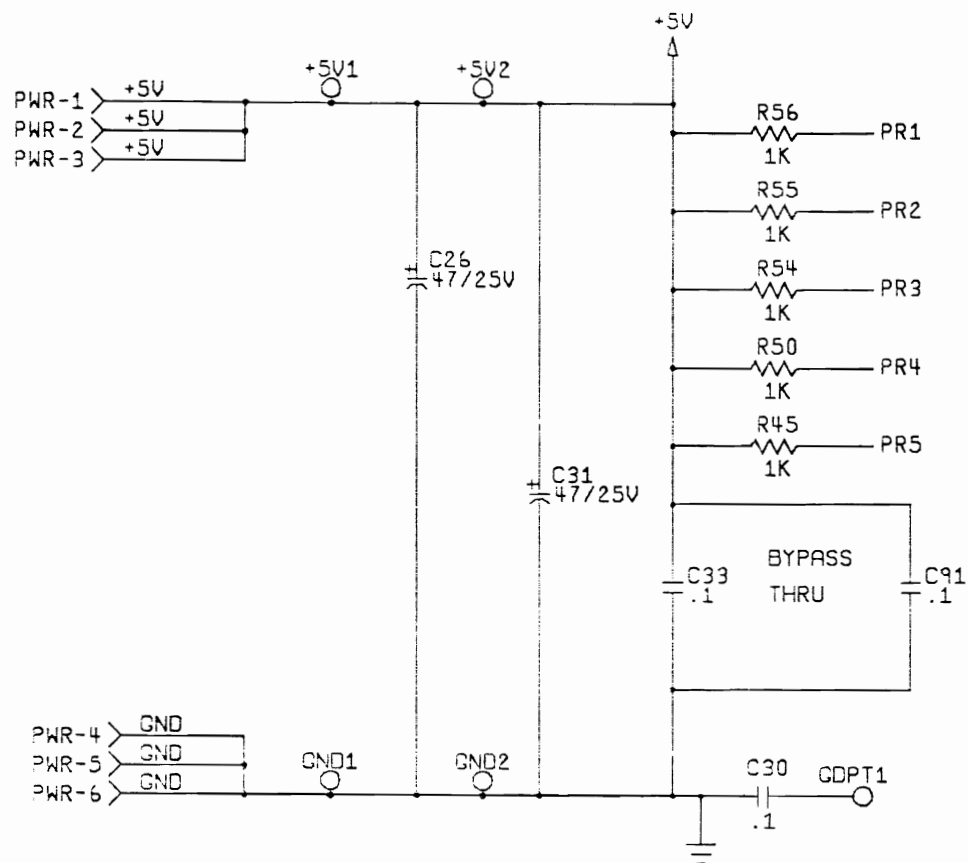 +5V
+5V1
+5V2
PWR-1 +5V
PWR-2 +5V
PWR-3 +5V
R56
1K
PR1
R55
1K
PR2
C26
47/25V
R54
1K
PR3
R50
1K
PR4
R45
1K
PR5
C31
47/25V
BYPASS
THRU
C33
.1
C91
.1
PWR-4 GND
PWR-5 GND
PWR-6 GND
GND1
GND2
C30
.1
GDPT1